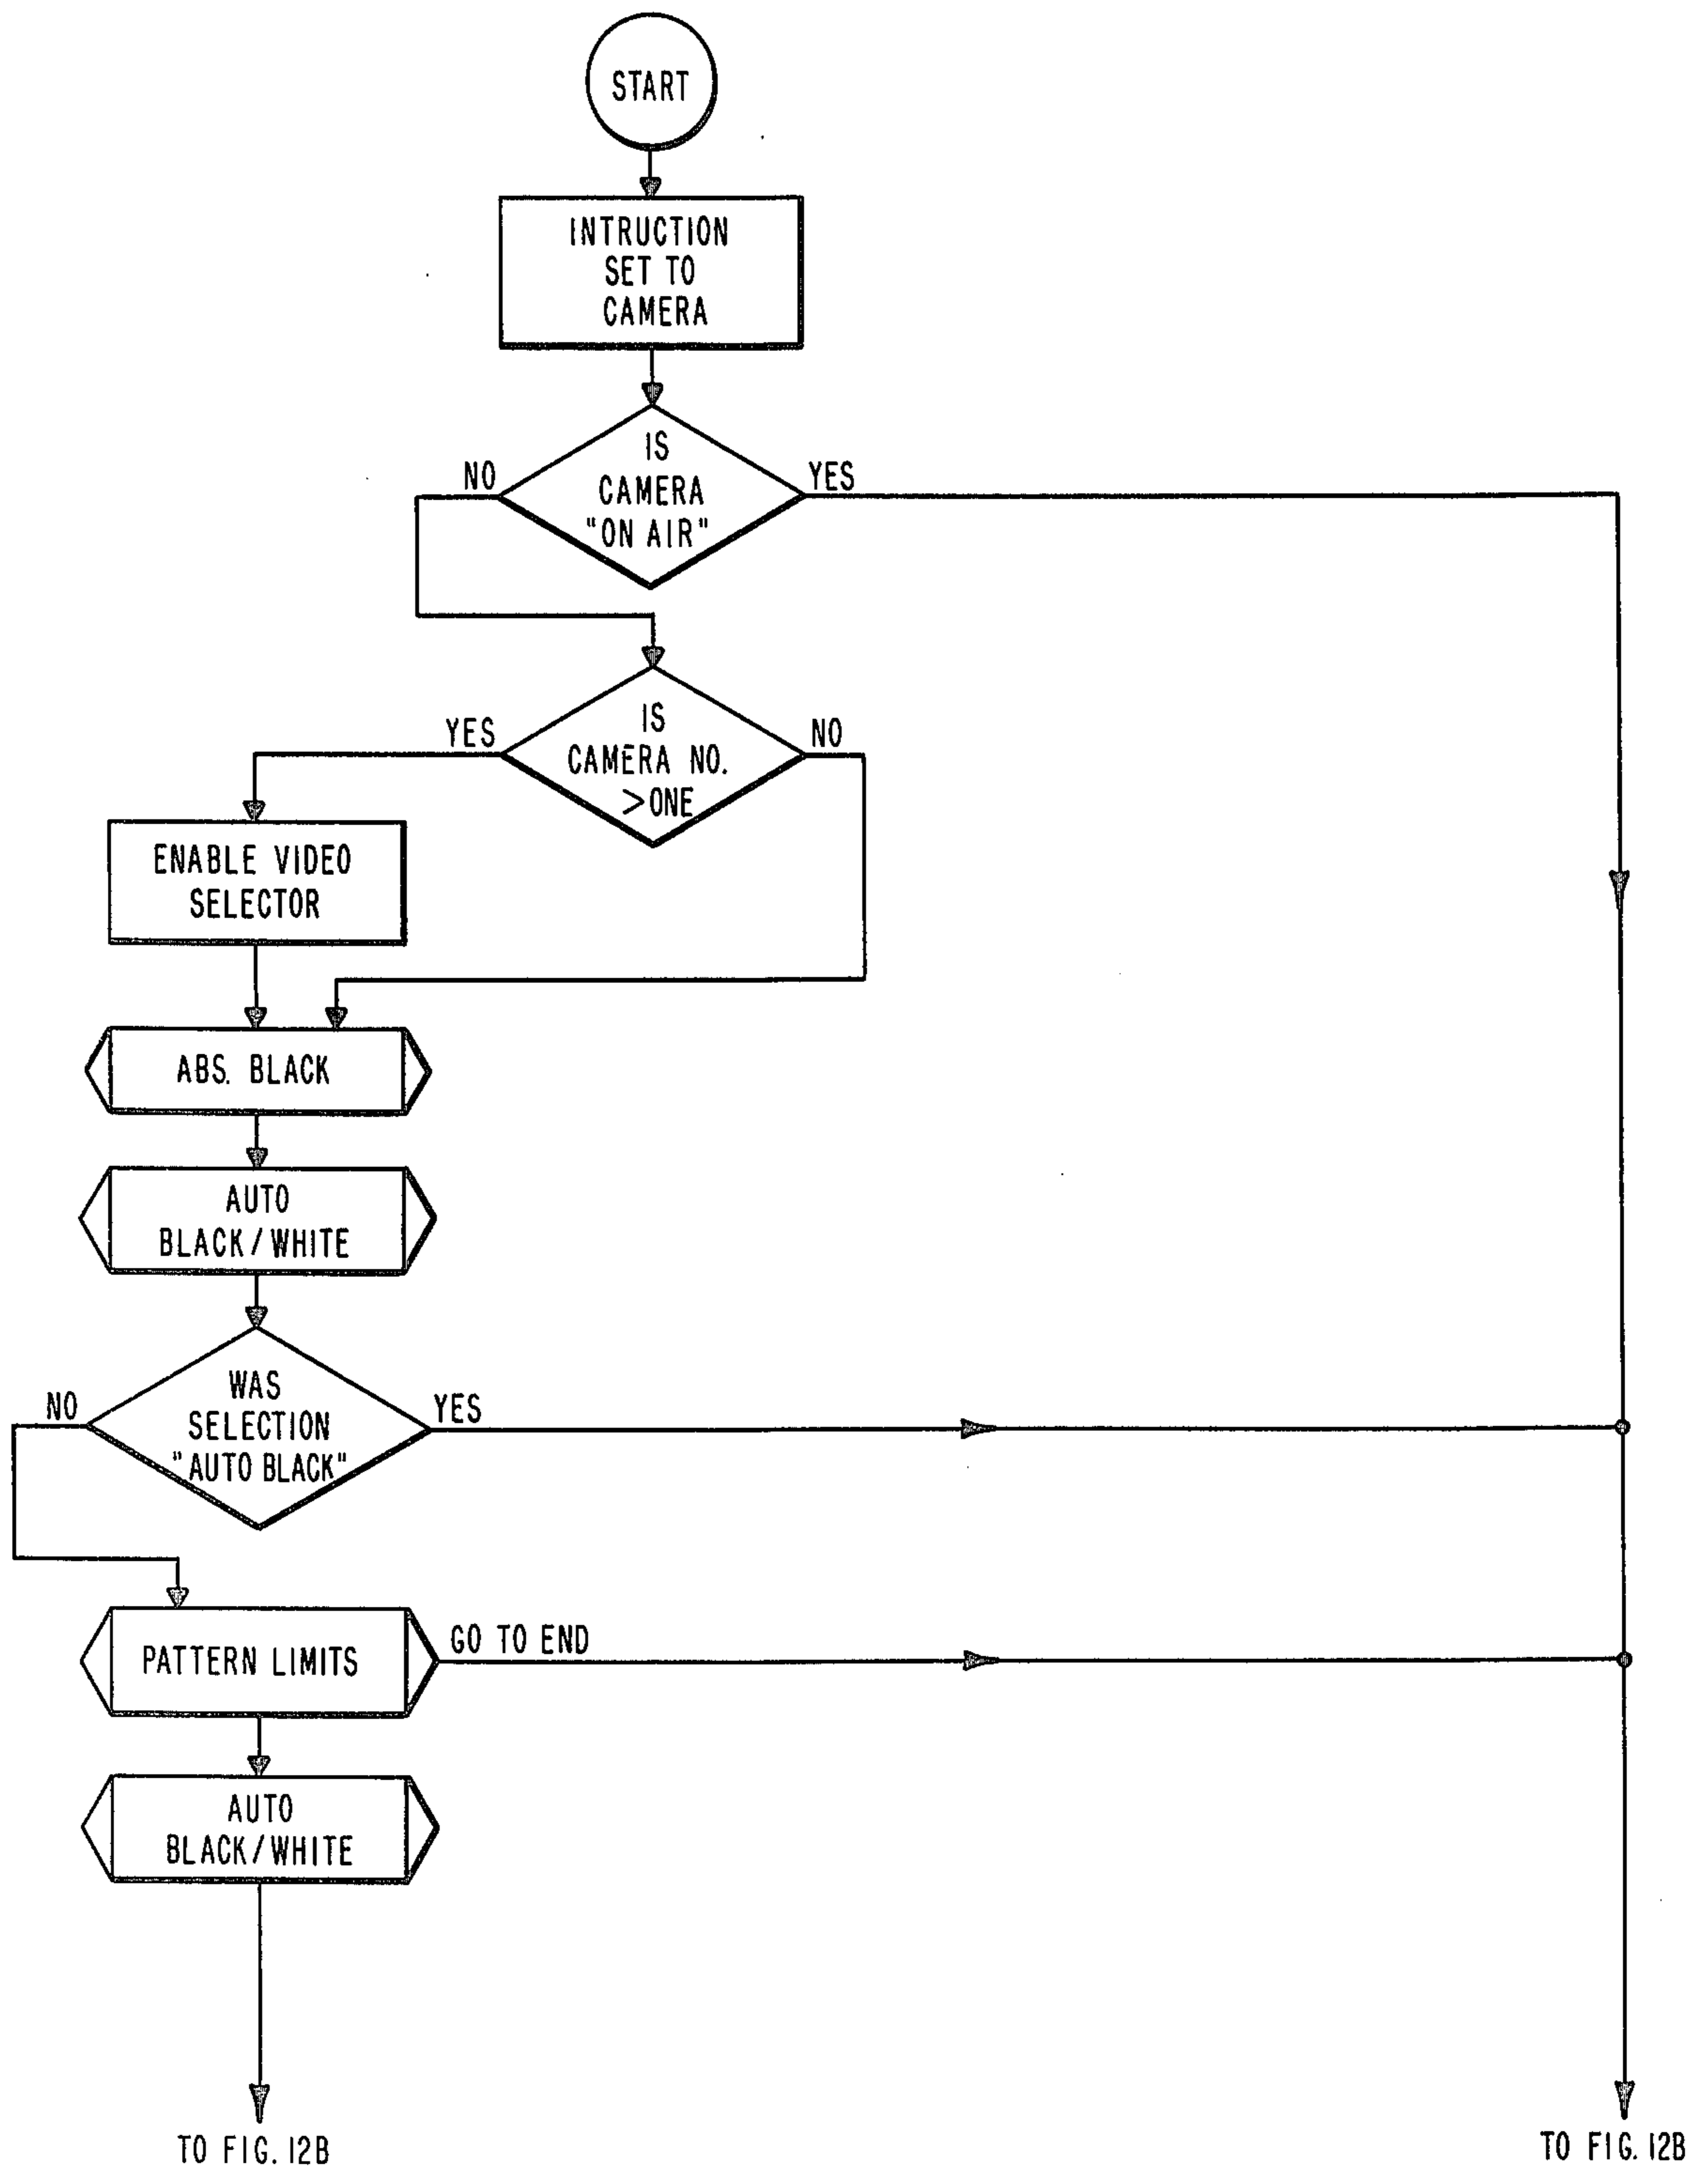 START
INTRUCTION
SET TO
CAMERA
IS
CAMERA
"ON AIR"
NO
YES
IS
CAMERA NO.
>ONE
YES
NO
ENABLE VIDEO
SELECTOR
ABS. BLACK
AUTO
BLACK/WHITE
WAS
SELECTION
"AUTO BLACK"
NO
YES
PATTERN LIMITS
GO TO END
AUTO
BLACK/WHITE
TO FIG. 12B
TO FIG. 12B